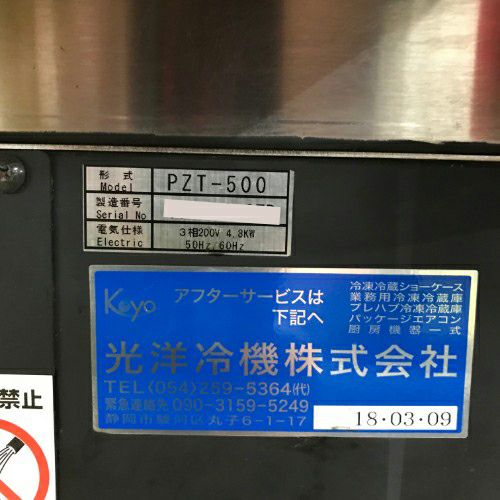 形式
Model
PZT-500
製造番号
Serial No
電気仕様
Electric
3相200V 4.8KW
50Hz/60Hz
Koyo
アフターサービスは
下記へ
冷凍冷蔵ショーケース
業務用冷凍冷蔵庫
プレハブ冷凍冷蔵庫
パッケージエアコン
厨房機器一式
光洋冷機株式会社
TEL(054)259-5364(代)
緊急連絡先 090-3159-5249
静岡市駿河区丸子6-1-17
18・03・09
禁止